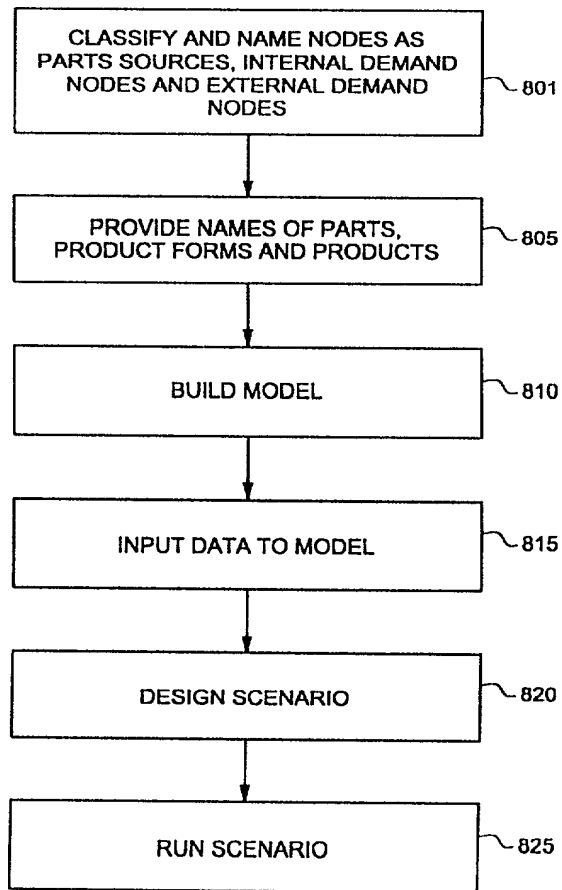 CLASSIFY AND NAME NODES AS
PARTS SOURCES, INTERNAL DEMAND
NODES AND EXTERNAL DEMAND
NODES
801
PROVIDE NAMES OF PARTS,
PRODUCT FORMS AND PRODUCTS
805
BUILD MODEL
810
INPUT DATA TO MODEL
815
DESIGN SCENARIO
820
RUN SCENARIO
825